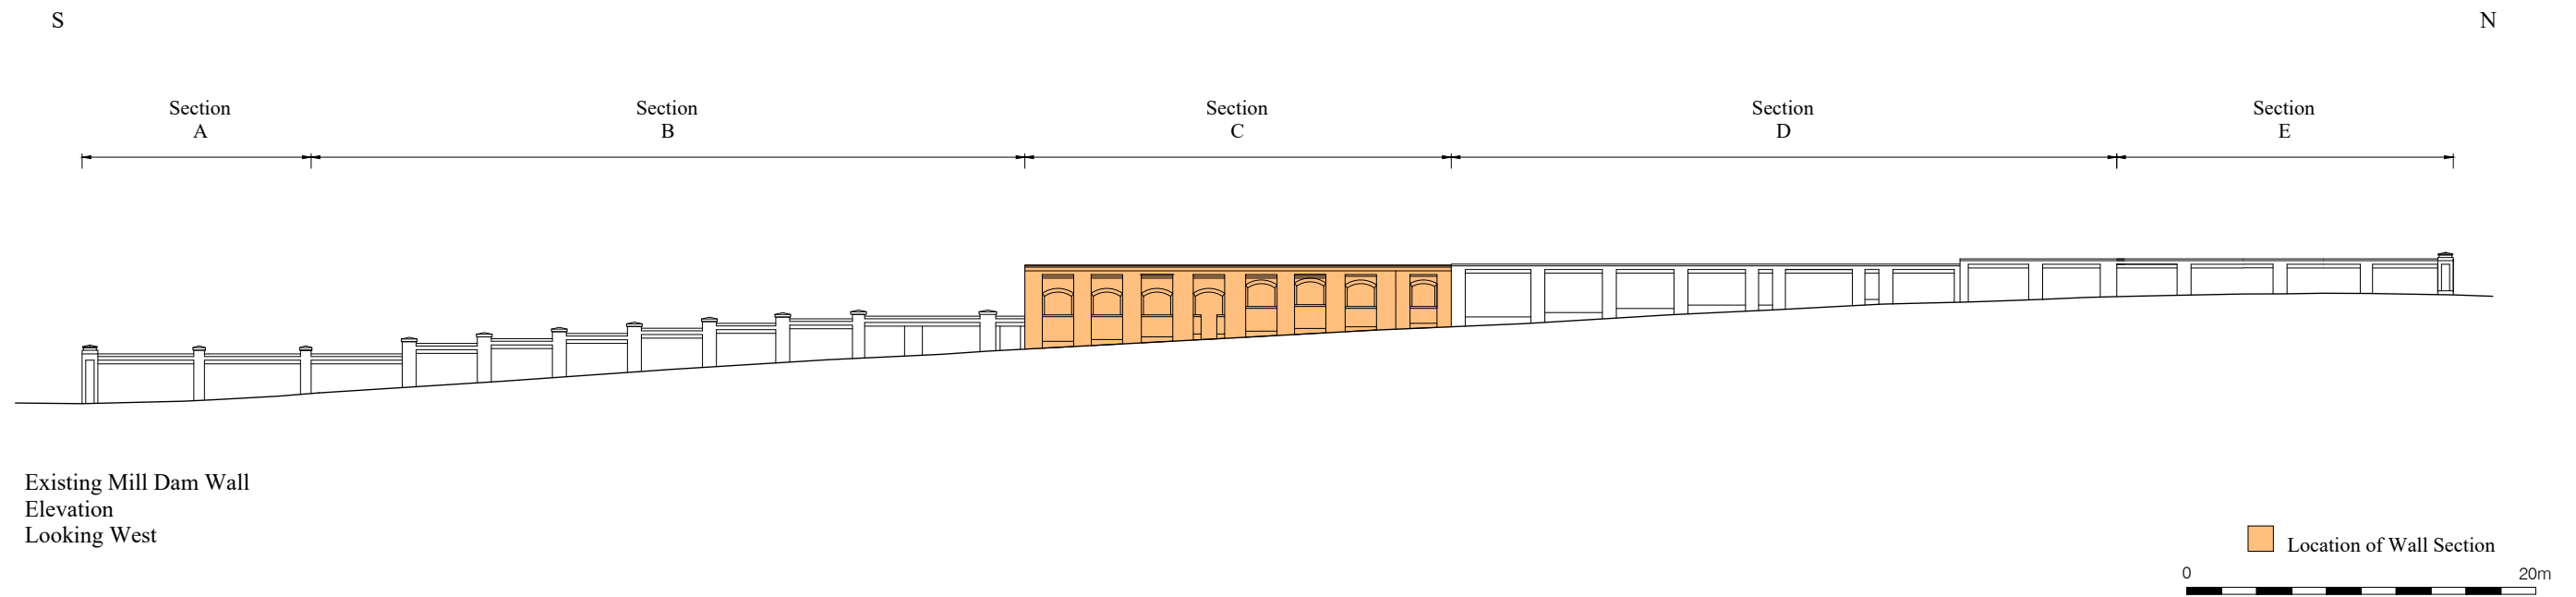 S
N
Section
A
Section
B
Section
C
Section
D
Section
E
Existing Mill Dam Wall
Elevation
Looking West
Location of Wall Section
0
20m